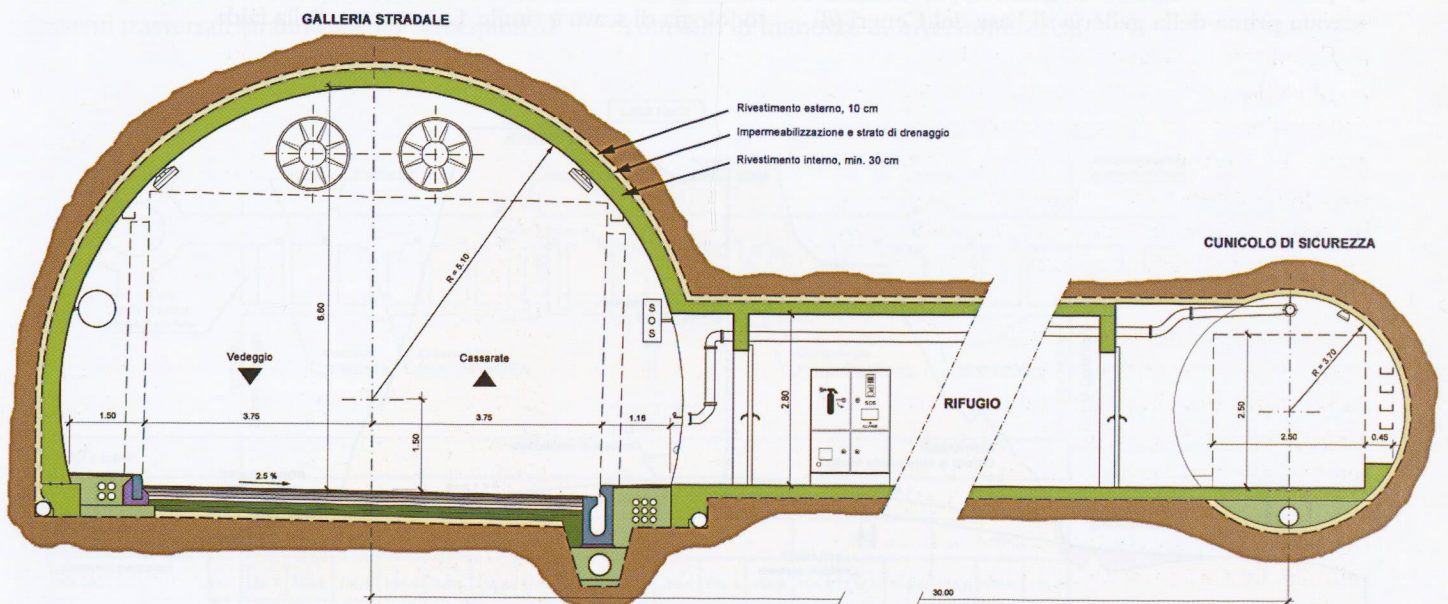 GALLERIA STRADALE
Rivestimento esterno, 10 cm
Impermeabilizzazione e strato di drenaggio
Rivestimento interno, min. 30 cm
CUNICOLO DI SICUREZZA
R = 5.10
6.60
S
O
S
Vedeggio
Cassarate
R = 3.70
2.80
SOS
RIFUGIO
2.50
1.50
3.75
3.75
1.16
1.50
2.50
0.45
2.5 %
30.00